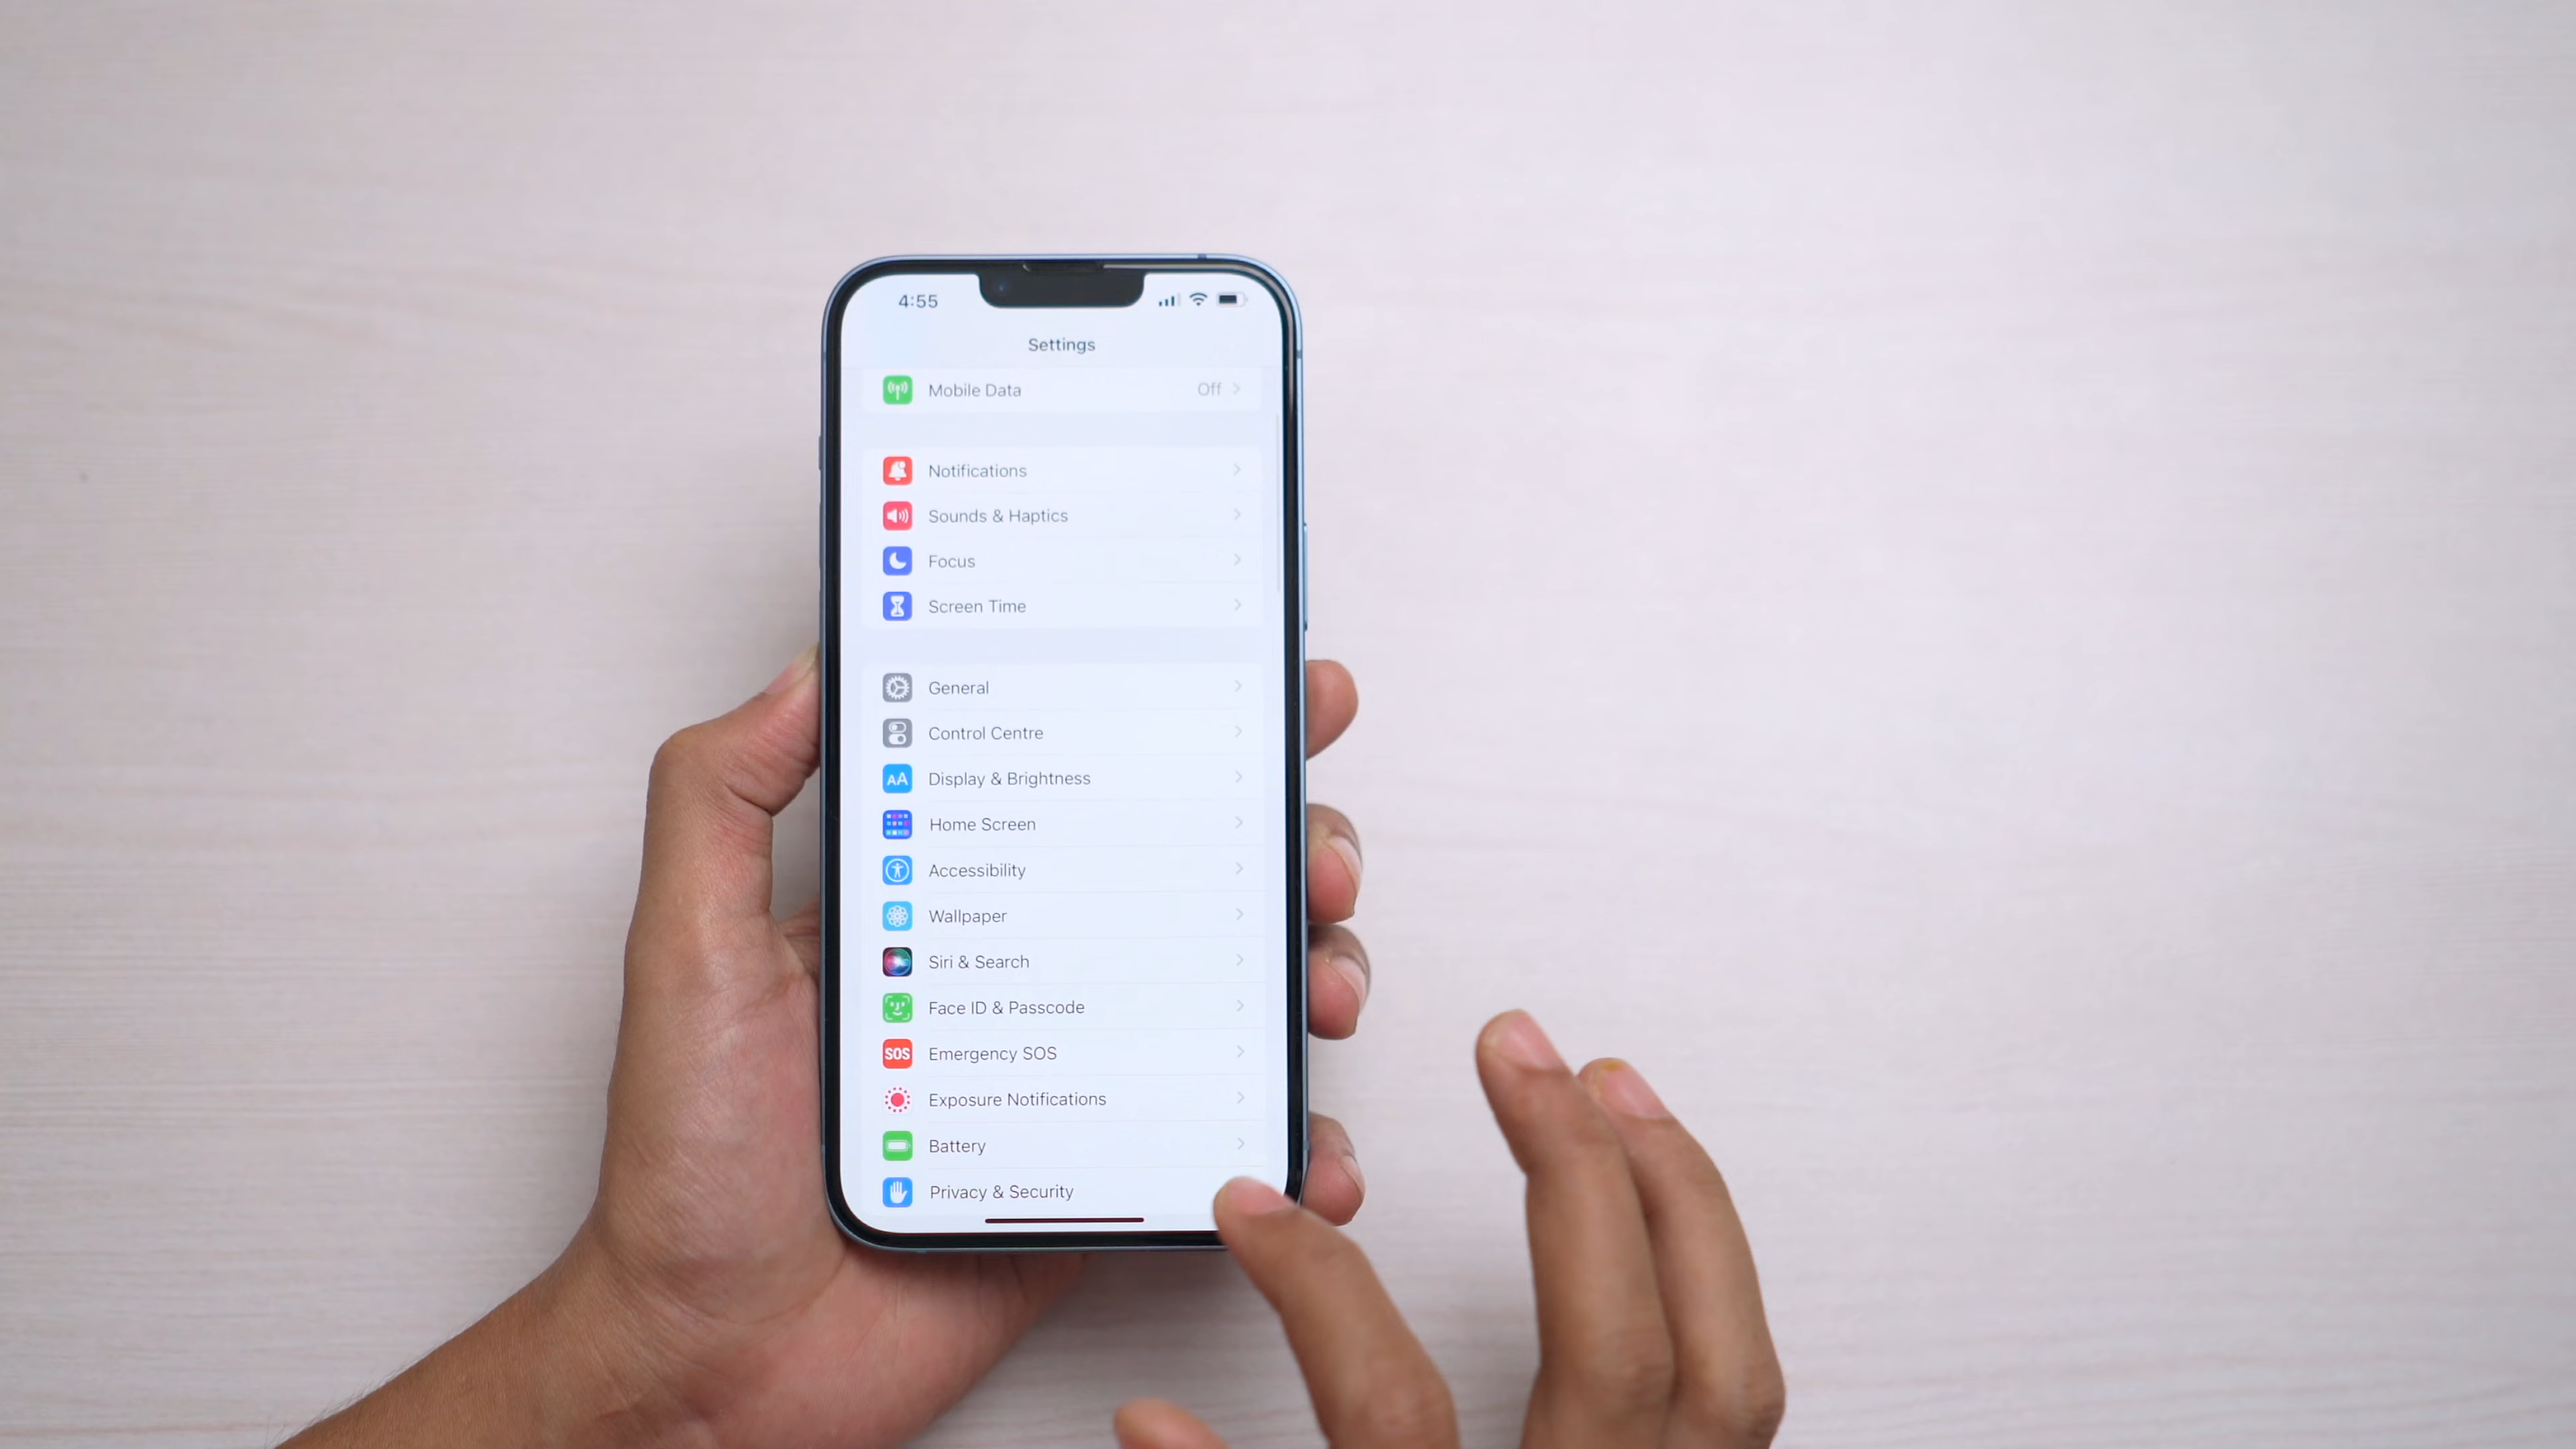 4:55
Settings
Mobile Data Off
Notifications
Sounds & Haptics
Focus
Screen Time
General
Control Centre
AA Display & Brightness
Home Screen
Accessibility
Wallpaper
Siri & Search
Face ID & Passcode
SOS Emergency SOS
Exposure Notifications
Battery
Privacy & Security